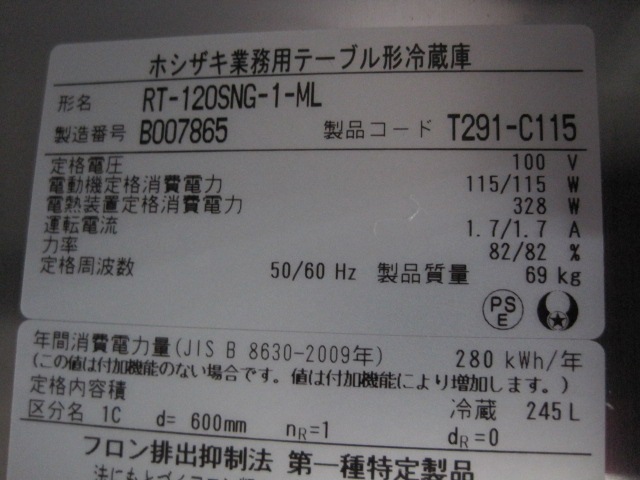 ホシザキ業務用テーブル形冷蔵庫
形名 RT-120SNG-1-ML
製造番号 B007865 製品コード T291-C115
定格電圧 100 V
電動機定格消費電力 115/115 W
電熱装置定格消費電力 328 W
運転電流 1.7/1.7 A
力率 82/82 %
定格周波数 50/60 Hz 製品質量 69 kg
PS
E
年間消費電力量(JIS B 8630-2009年) 280 kWh/年
(この値は付加機能のない場合です。値は付加機能により増加します。)
定格内容積 冷蔵 245L
区分名 1C d= 600mm nR=1 dR=0
フロン排出抑制法 第一種特定製品